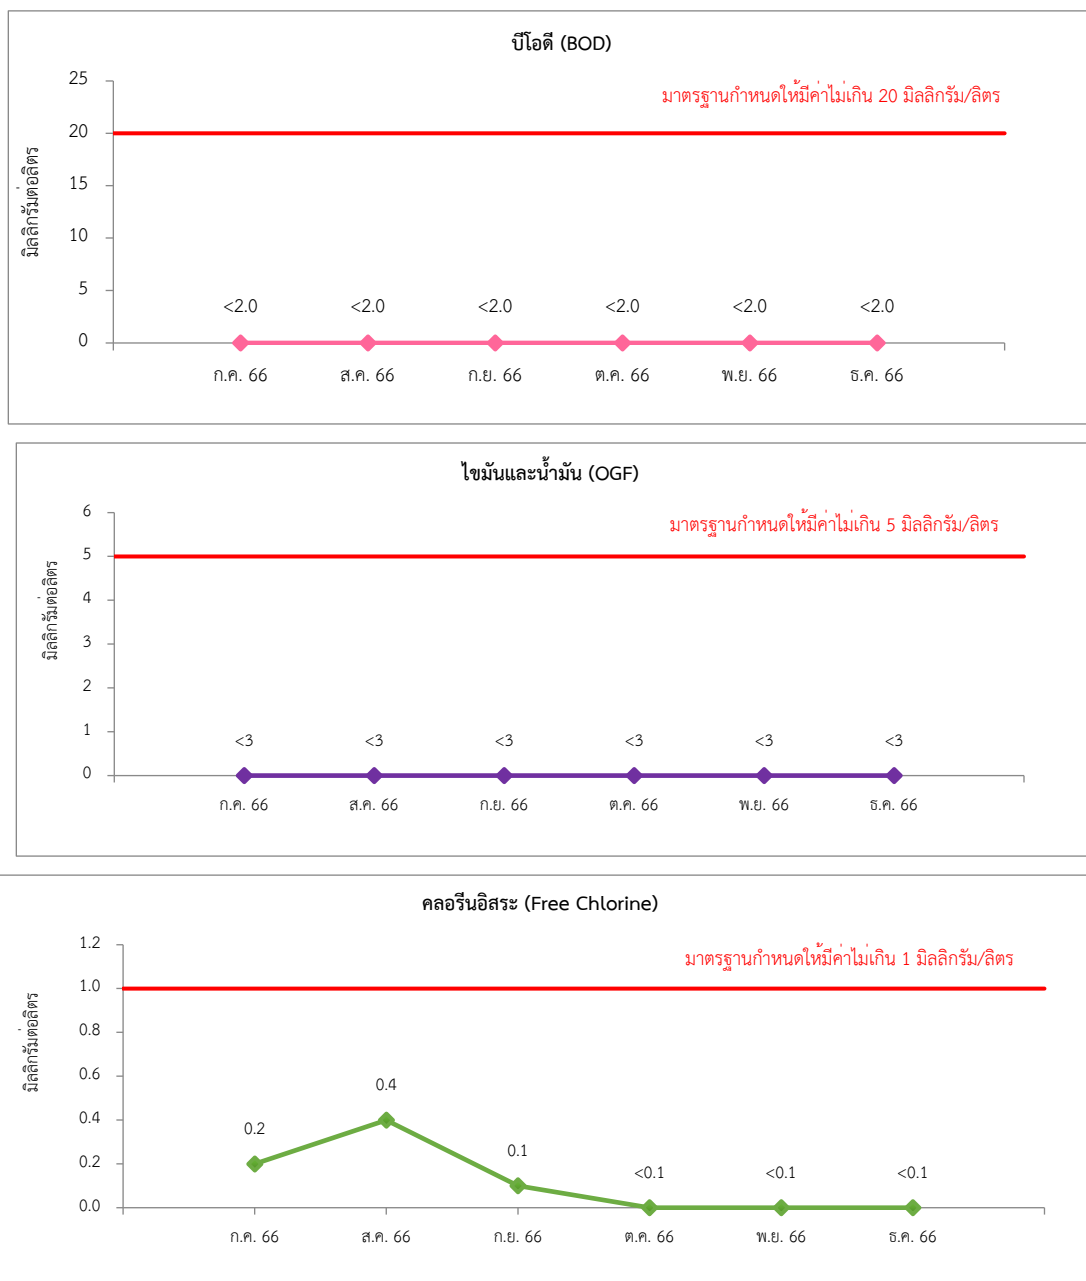 บีโอดี (BOD)
มาตรฐานกำหนดให้มีค่าไม่เกิน 20 มิลลิกรัม/ลิตร
มิลลิกรัมต่อลิตร
25
20
15
10
5
0
<2.0 <2.0 <2.0 <2.0 <2.0 <2.0
ก.ค. 66 ส.ค. 66 ก.ย. 66 ต.ค. 66 พ.ย. 66 ธ.ค. 66
ไขมันและน้ำมัน (OGF)
มาตรฐานกำหนดให้มีค่าไม่เกิน 5 มิลลิกรัม/ลิตร
มิลลิกรัมต่อลิตร
6
5
4
3
2
1
0
<3 <3 <3 <3 <3 <3
ก.ค. 66 ส.ค. 66 ก.ย. 66 ต.ค. 66 พ.ย. 66 ธ.ค. 66
คลอรีนอิสระ (Free Chlorine)
มาตรฐานกำหนดให้มีค่าไม่เกิน 1 มิลลิกรัม/ลิตร
มิลลิกรัมต่อลิตร
1.2
1.0
0.8
0.6
0.4
0.2
0.0
0.2 0.4 0.1 <0.1 <0.1 <0.1
ก.ค. 66 ส.ค. 66 ก.ย. 66 ต.ค. 66 พ.ย. 66 ธ.ค. 66